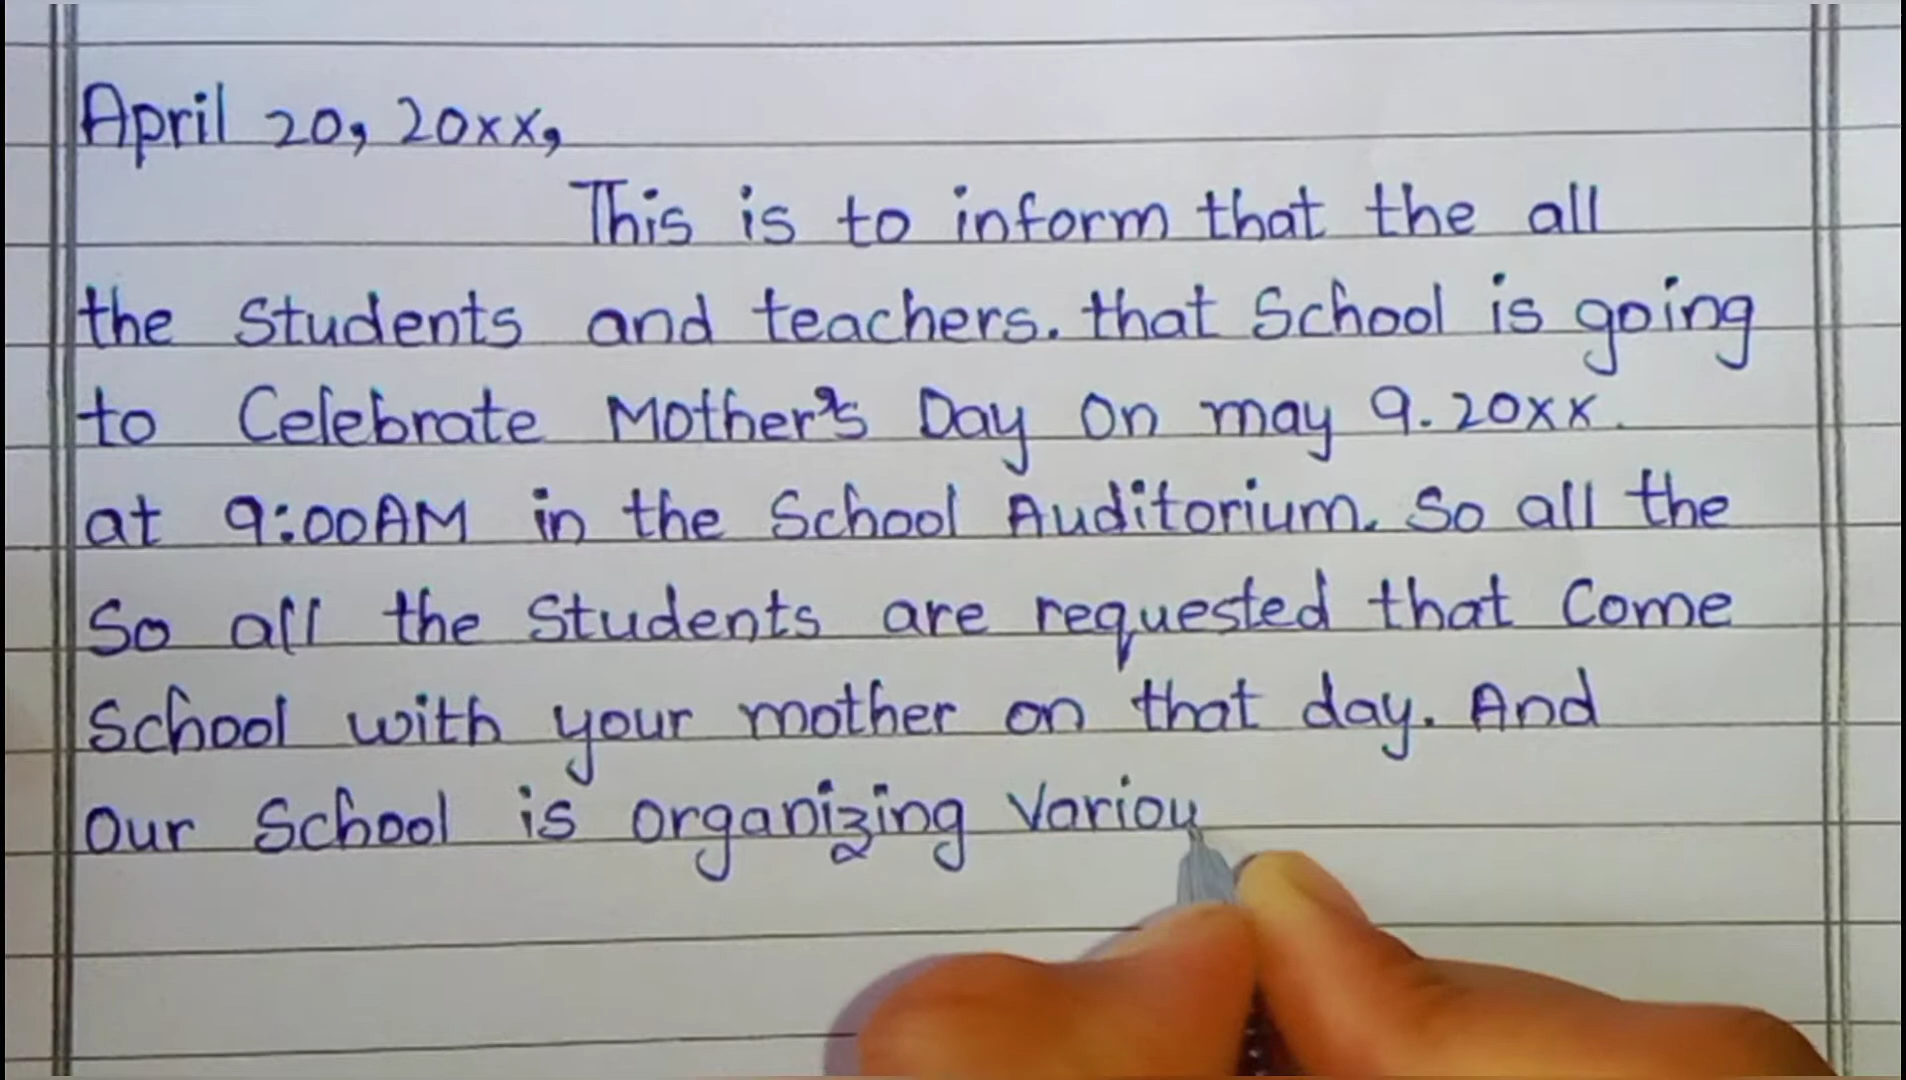 April 20, 20xx,
This is to inform that the all
the Students and teachers. that School is going
to Celebrate Mother's Day On may 9. 20xx.
at 9:00AM in the School Auditorium. So all the
So all the Students are requested that Come
School with your mother on that day. And
Our School is organizing Variou